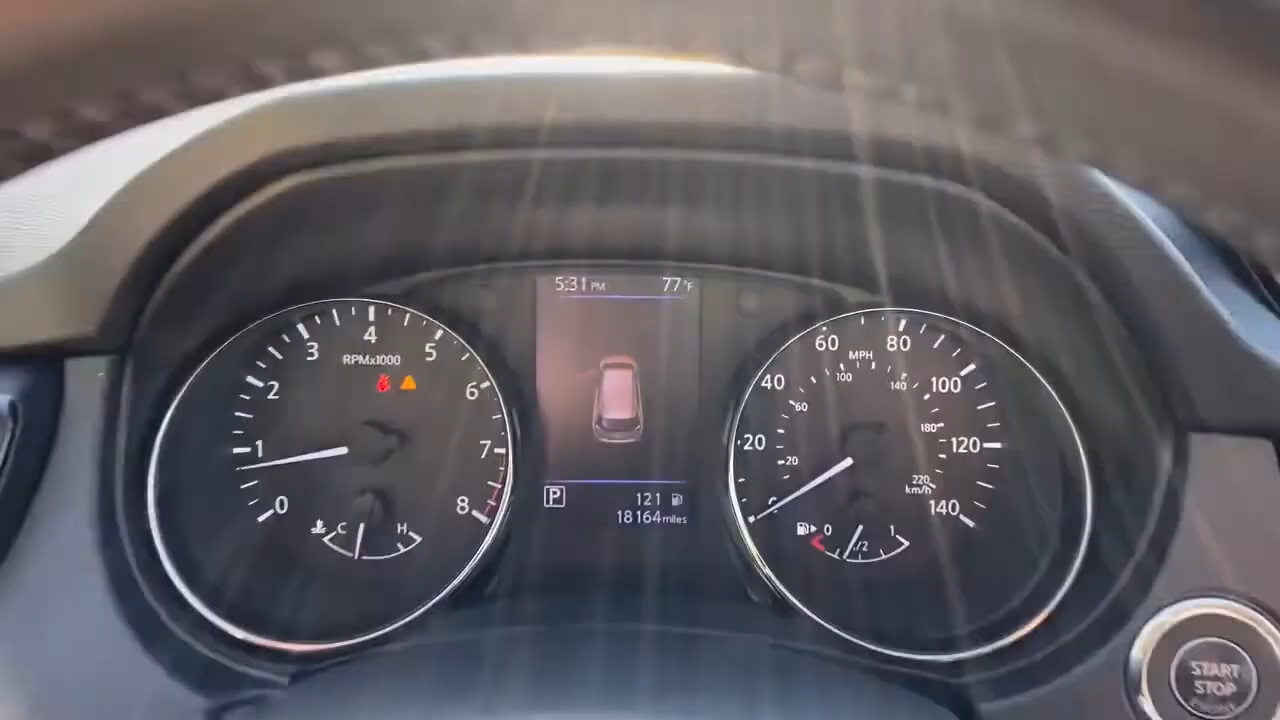 5:31 PM 77°F
4
3 5
RPMx1000
2 6
1 7
0 8
C H
P 121
18164 miles
60 80
MPH
100 140
40 100
60
180
20 120
20
220
km/h
0
140
0 1/2 1
START
STOP